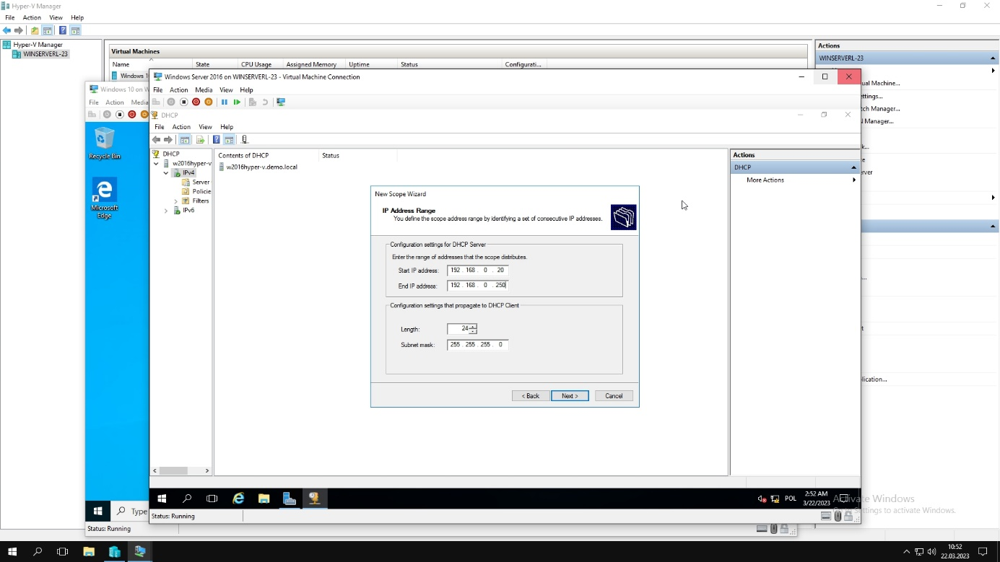 Hyper-V Manager
File Action View Help
Hyper-V Manager
WINSERVERL-23
Virtual Machines
Name State CPU Usage Assigned Memory Uptime Status Configurati...
Windows 1
Actions
WINSERVERL-23
ual Machine...
ttings...
tch Manager...
N Manager...
k...
te
erver
...
t
lication...
Windows 10 on W
File Action Media
Recycle Bin
Microsoft
Edge
Type
Status: Running
Windows Server 2016 on WINSERVERL-23 - Virtual Machine Connection
File Action Media View Help
DHCP
File Action View Help
DHCP
w2016hyper-v
IPv4
Server
Policie
Filters
IPv6
Contents of DHCP Status
w2016hyper-v.demo.local
Actions
DHCP
More Actions
New Scope Wizard
IP Address Range
You define the scope address range by identifying a set of consecutive IP addresses.
Configuration settings for DHCP Server
Enter the range of addresses that the scope distributes.
Start IP address: 192 . 168 . 0 . 20
End IP address: 192 . 168 . 0 . 250
Configuration settings that propagate to DHCP Client
Length: 24
Subnet mask: 255 . 255 . 255 . 0
< Back Next > Cancel
POL
2:52 AM
3/22/2023
Status: Running
Activate Windows
Settings to activate Windows.
10:52
22.03.2023